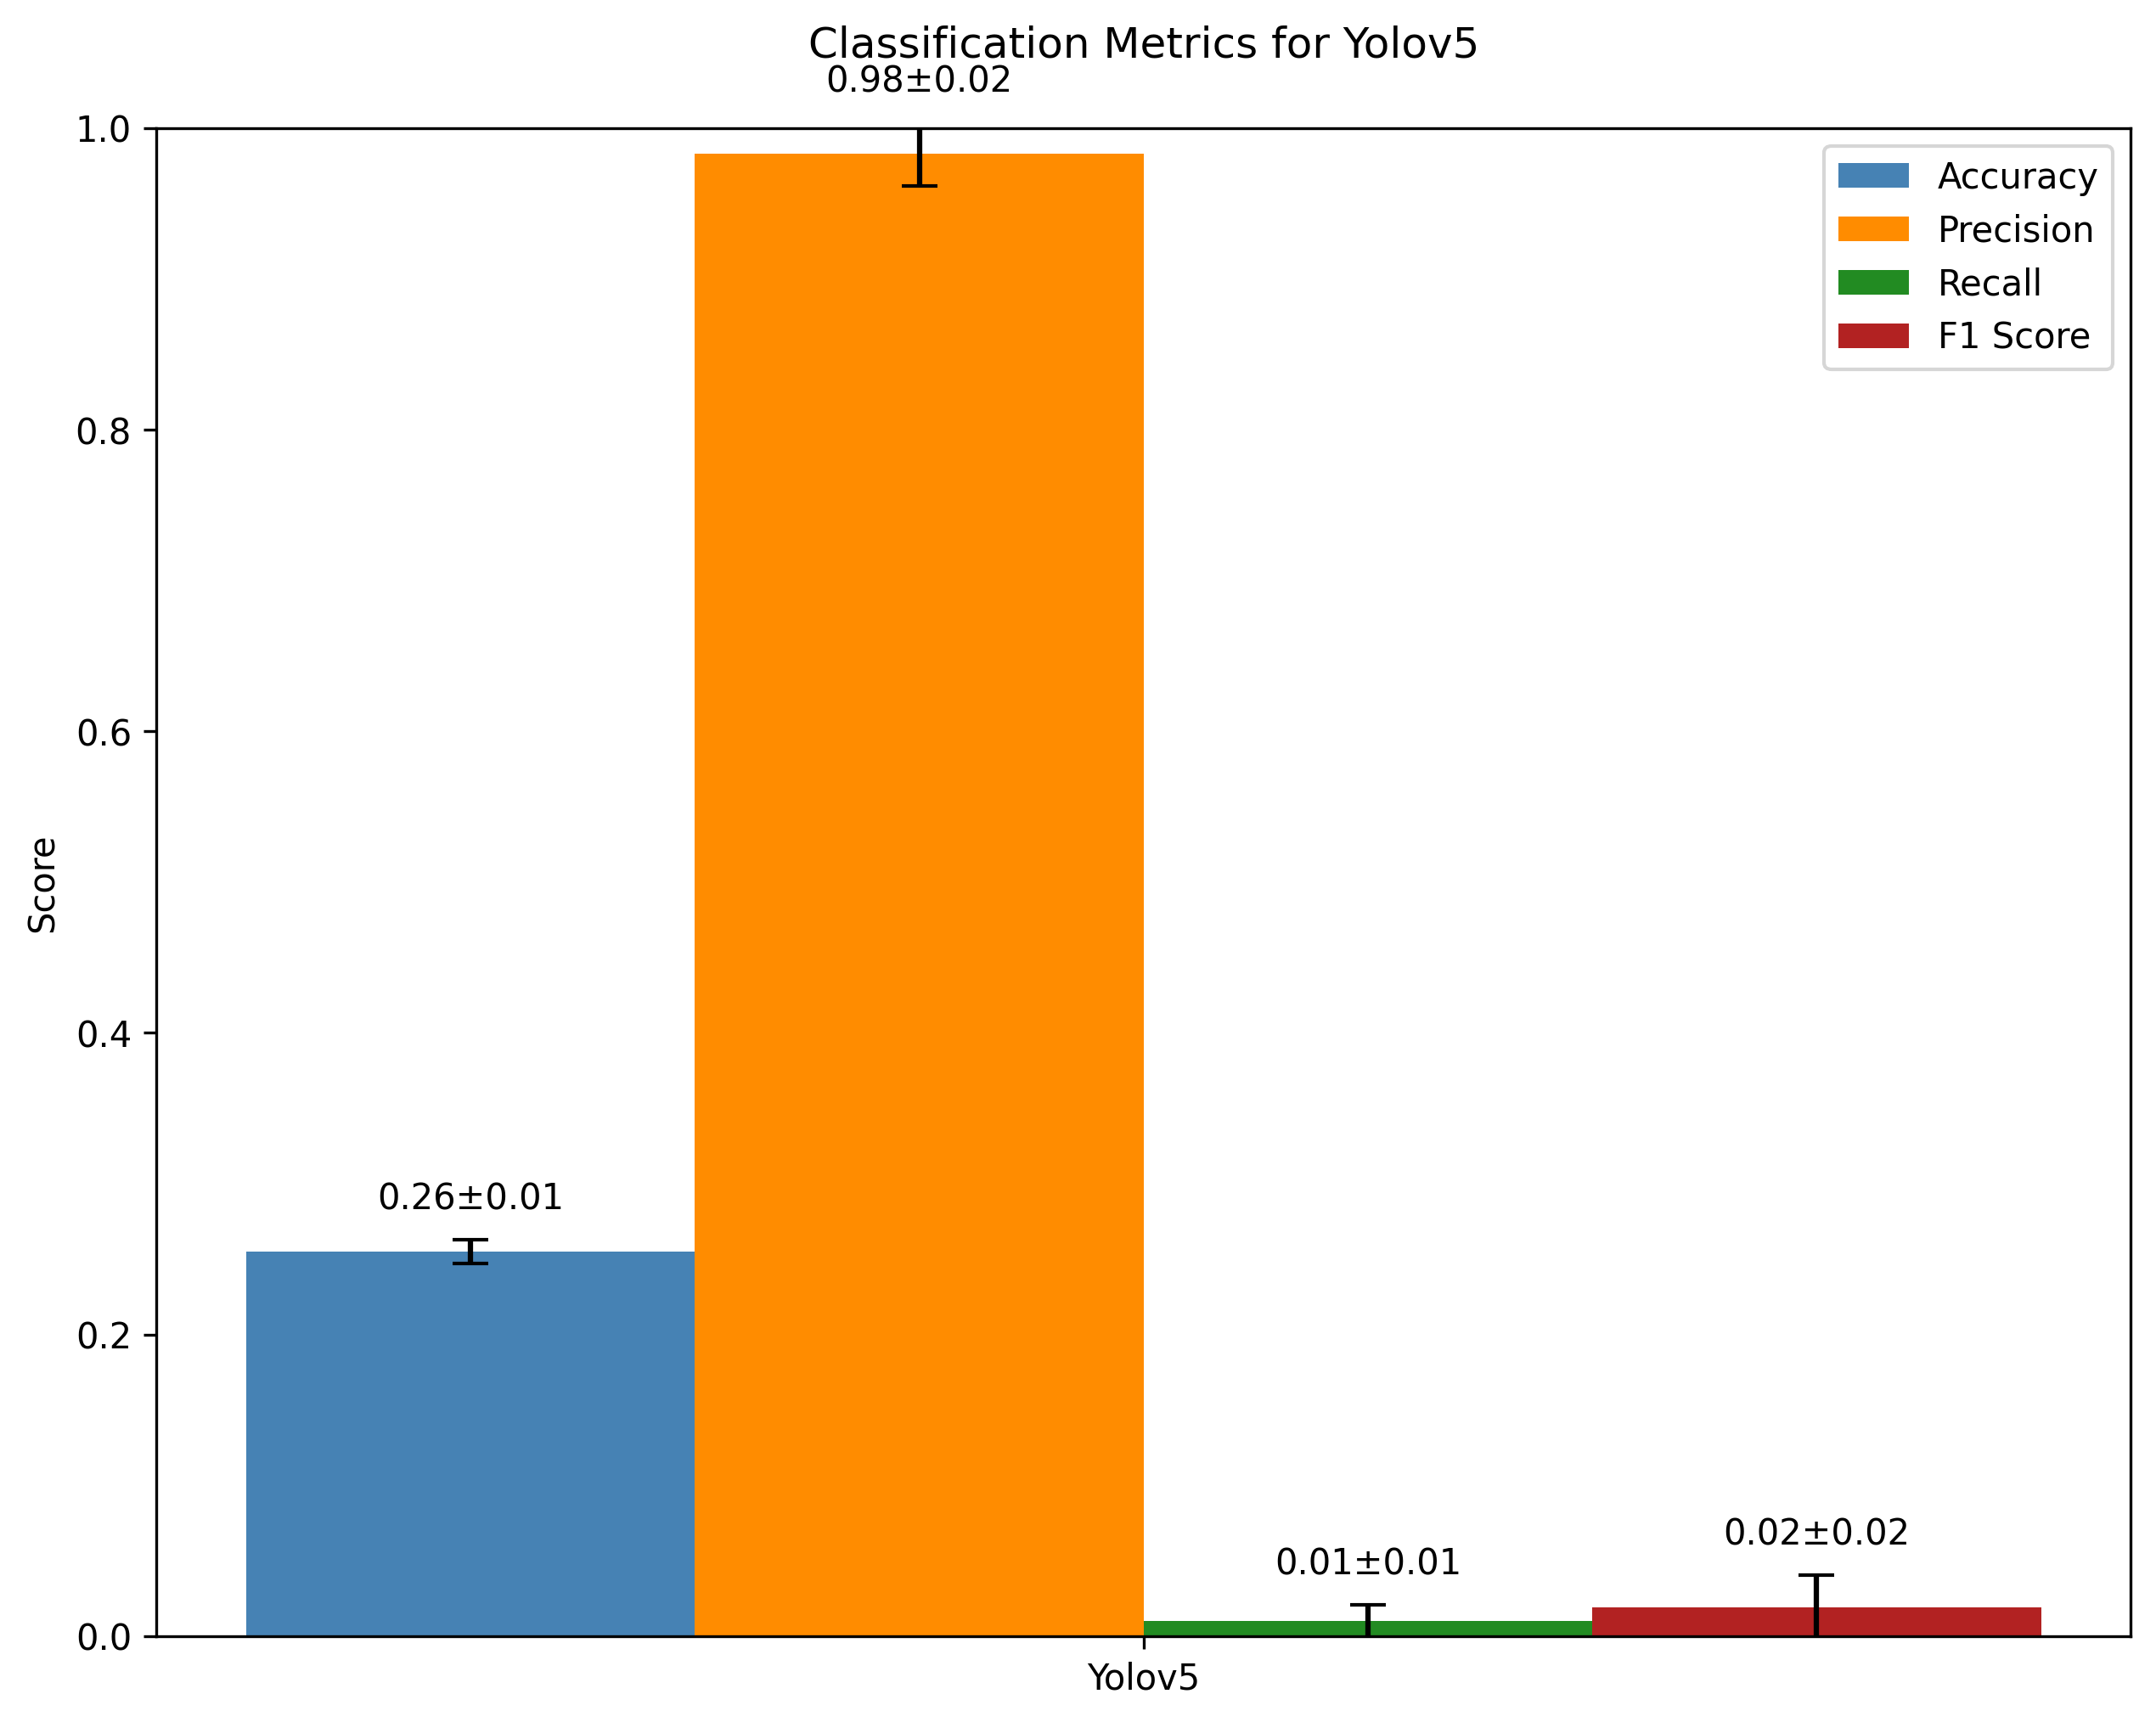 Classification Metrics for Yolov5
0.98±0.02
1.0
0.8
0.6
0.4
0.2
0.0
Score
Accuracy
Precision
Recall
F1 Score
0.26±0.01
0.01±0.01
0.02±0.02
Yolov5